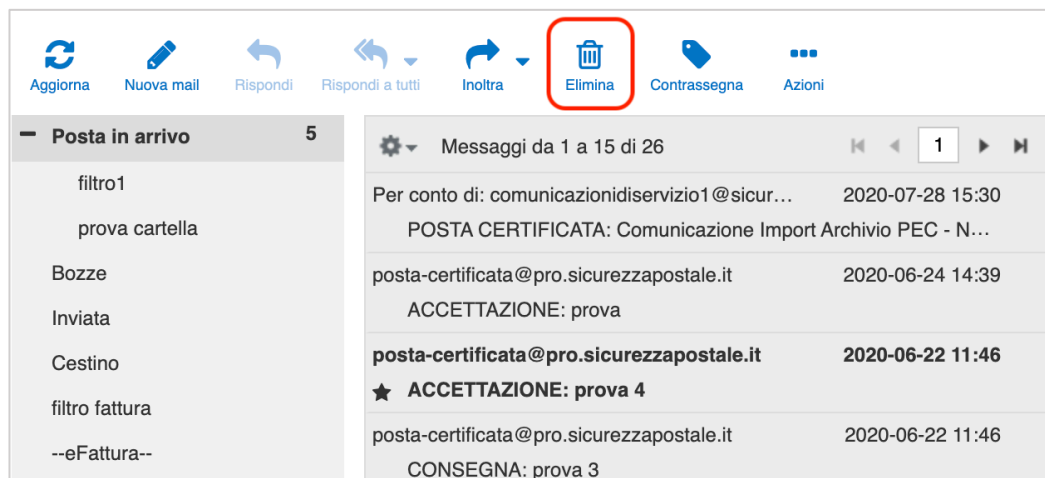 Aggiorna Nuova mail Rispondi Rispondi a tutti Inoltra Elimina Contrassegna Azioni
Posta in arrivo 5
filtro1
prova cartella
Bozze
Inviata
Cestino
filtro fattura
--eFattura--
Messaggi da 1 a 15 di 26 1
Per conto di: comunicazionidiservizio1@sicur... 2020-07-28 15:30
POSTA CERTIFICATA: Comunicazione Import Archivio PEC - N...
posta-certificata@pro.sicurezzapostale.it 2020-06-24 14:39
ACCETTAZIONE: prova
posta-certificata@pro.sicurezzapostale.it 2020-06-22 11:46
ACCETTAZIONE: prova 4
posta-certificata@pro.sicurezzapostale.it 2020-06-22 11:46
CONSEGNA: prova 3